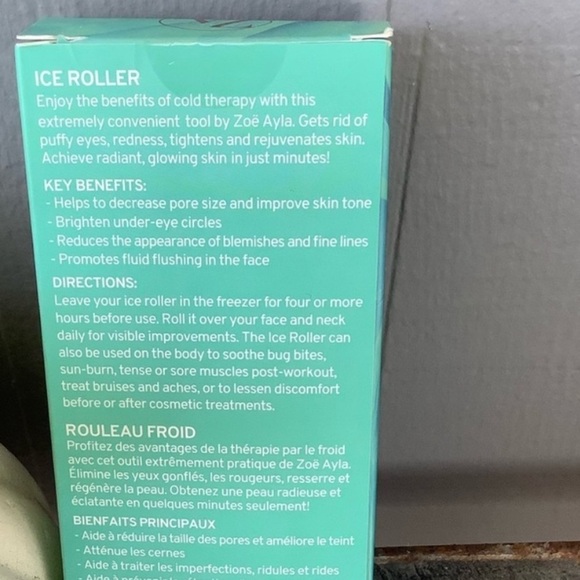 ICE ROLLER
Enjoy the benefits of cold therapy with this
extremely convenient tool by Zoë Ayla. Gets rid of
puffy eyes, redness, tightens and rejuvenates skin.
Achieve radiant, glowing skin in just minutes!
KEY BENEFITS:
- Helps to decrease pore size and improve skin tone
- Brighten under-eye circles
- Reduces the appearance of blemishes and fine lines
- Promotes fluid flushing in the face
DIRECTIONS:
Leave your ice roller in the freezer for four or more
hours before use. Roll it over your face and neck
daily for visible improvements. The Ice Roller can
also be used on the body to soothe bug bites,
sun-burn, tense or sore muscles post-workout,
treat bruises and aches, or to lessen discomfort
before or after cosmetic treatments.
ROULEAU FROID
Profitez des avantages de la thérapie par le froid
avec cet outil extrêmement pratique de Zoë Ayla.
Élimine les yeux gonflés, les rougeurs, resserre et
régénère la peau. Obtenez une peau radieuse et
éclatante en quelques minutes seulement!
BIENFAITS PRINCIPAUX
- Aide à réduire la taille des pores et améliore le teint
- Atténue les cernes
- Aide à traiter les imperfections, ridules et rides